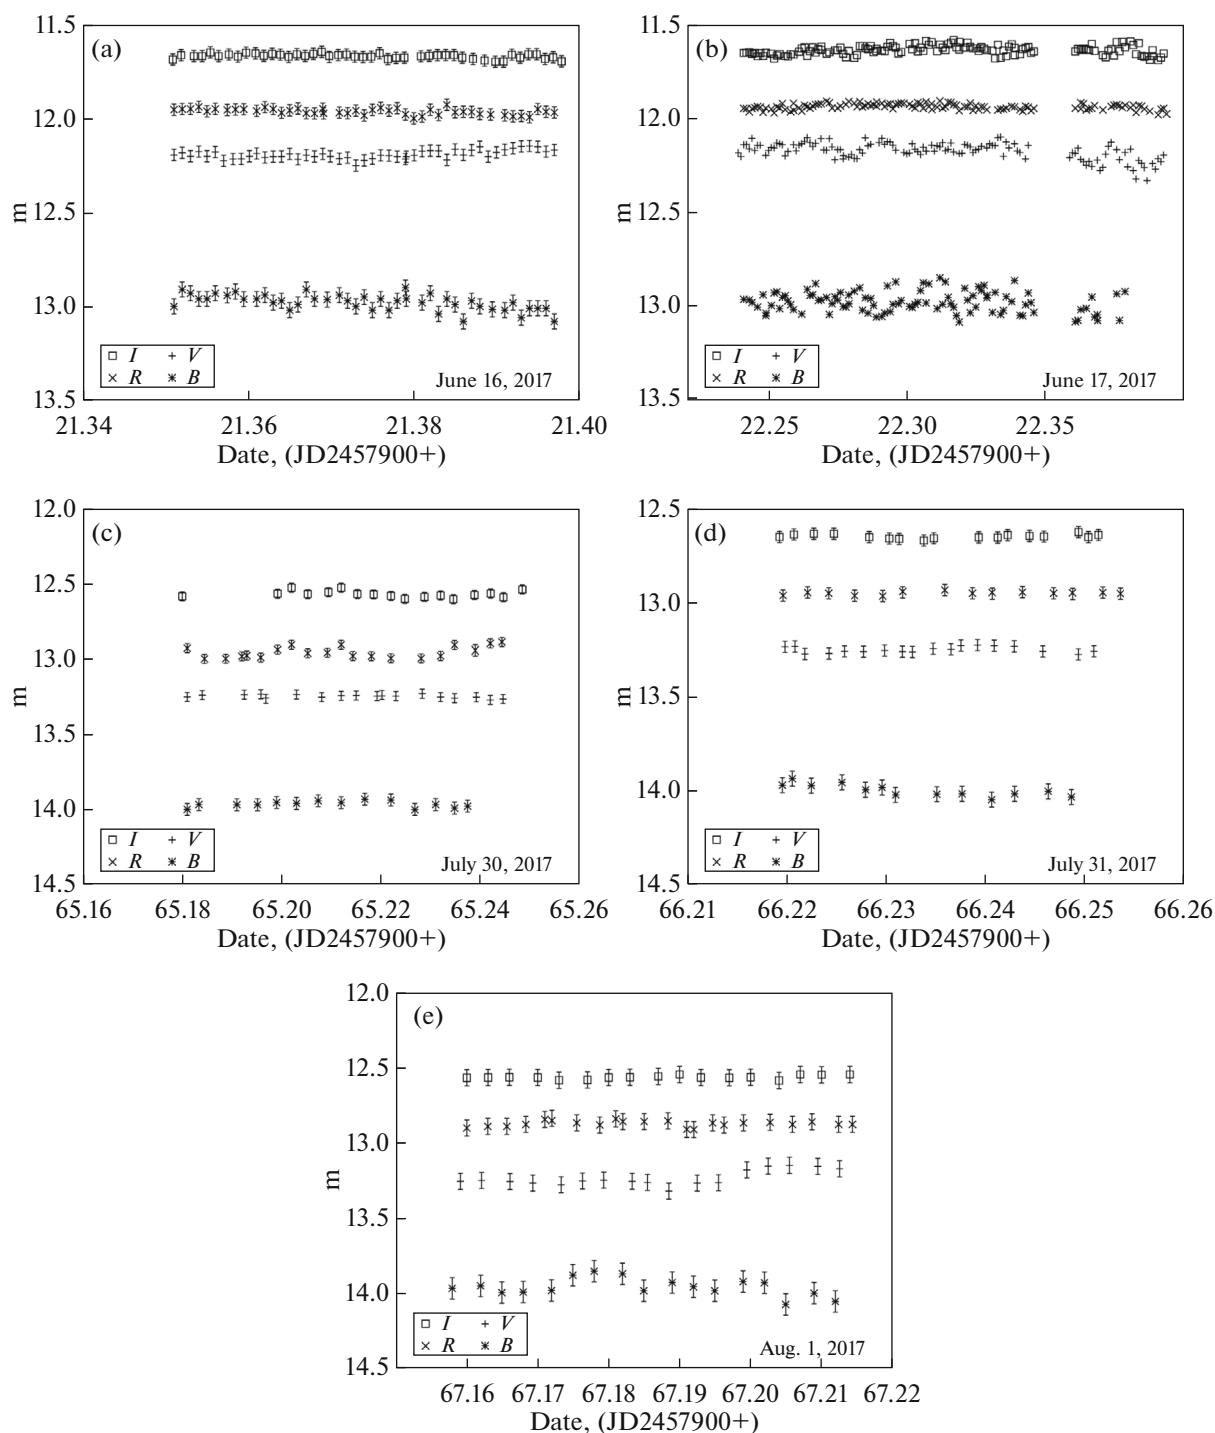 11.5
12.0
12.5
13.0
13.5
m
(a)
I V
R B
June 16, 2017
21.34 21.36 21.38 21.40
Date, (JD2457900+)
11.5
12.0
12.5
13.0
13.5
m
(b)
I V
R B
June 17, 2017
22.25 22.30 22.35
Date, (JD2457900+)
12.0
12.5
13.0
13.5
14.0
14.5
m
(c)
I V
R B
July 30, 2017
65.16 65.18 65.20 65.22 65.24 65.26
Date, (JD2457900+)
12.5
13.0
13.5
14.0
14.5
m
(d)
I V
R B
July 31, 2017
66.21 66.22 66.23 66.24 66.25 66.26
Date, (JD2457900+)
12.0
12.5
13.0
13.5
14.0
14.5
m
(e)
I V
R B
Aug. 1, 2017
67.16 67.17 67.18 67.19 67.20 67.21 67.22
Date, (JD2457900+)